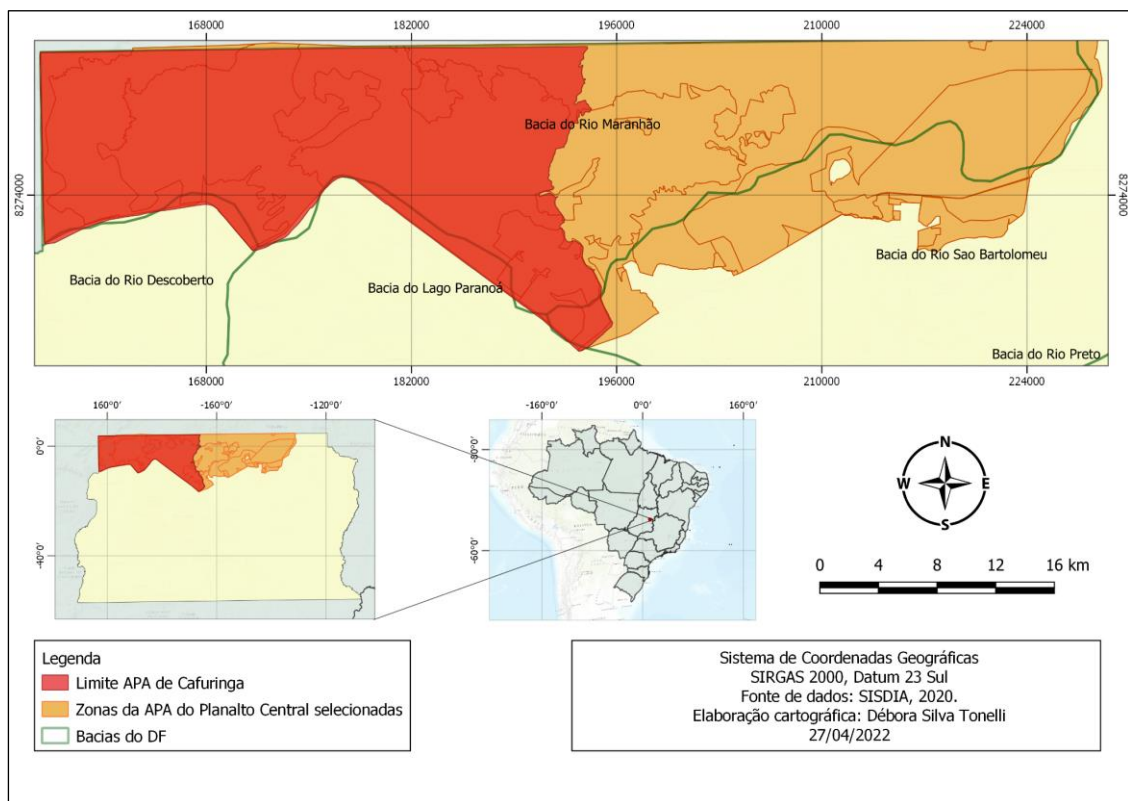 168000 182000 196000 210000 224000
Bacia do Rio Maranhão
8274000 8274000
Bacia do Rio Descoberto
Bacia do Lago Paranoá
Bacia do Rio Sao Bartolomeu
Bacia do Rio Preto
168000 182000 196000 210000 224000
160°0' -160°0' -120°0'
0°0'
-40°0'
-160°0' 0°0' 160°0'
-60°0'
N
W E
S
0 4 8 12 16 km
Legenda
Limite APA de Cafuringa
Zonas da APA do Planalto Central selecionadas
Bacias do DF
Sistema de Coordenadas Geográficas
SIRGAS 2000, Datum 23 Sul
Fonte de dados: SISDIA, 2020.
Elaboração cartográfica: Débora Silva Tonelli
27/04/2022